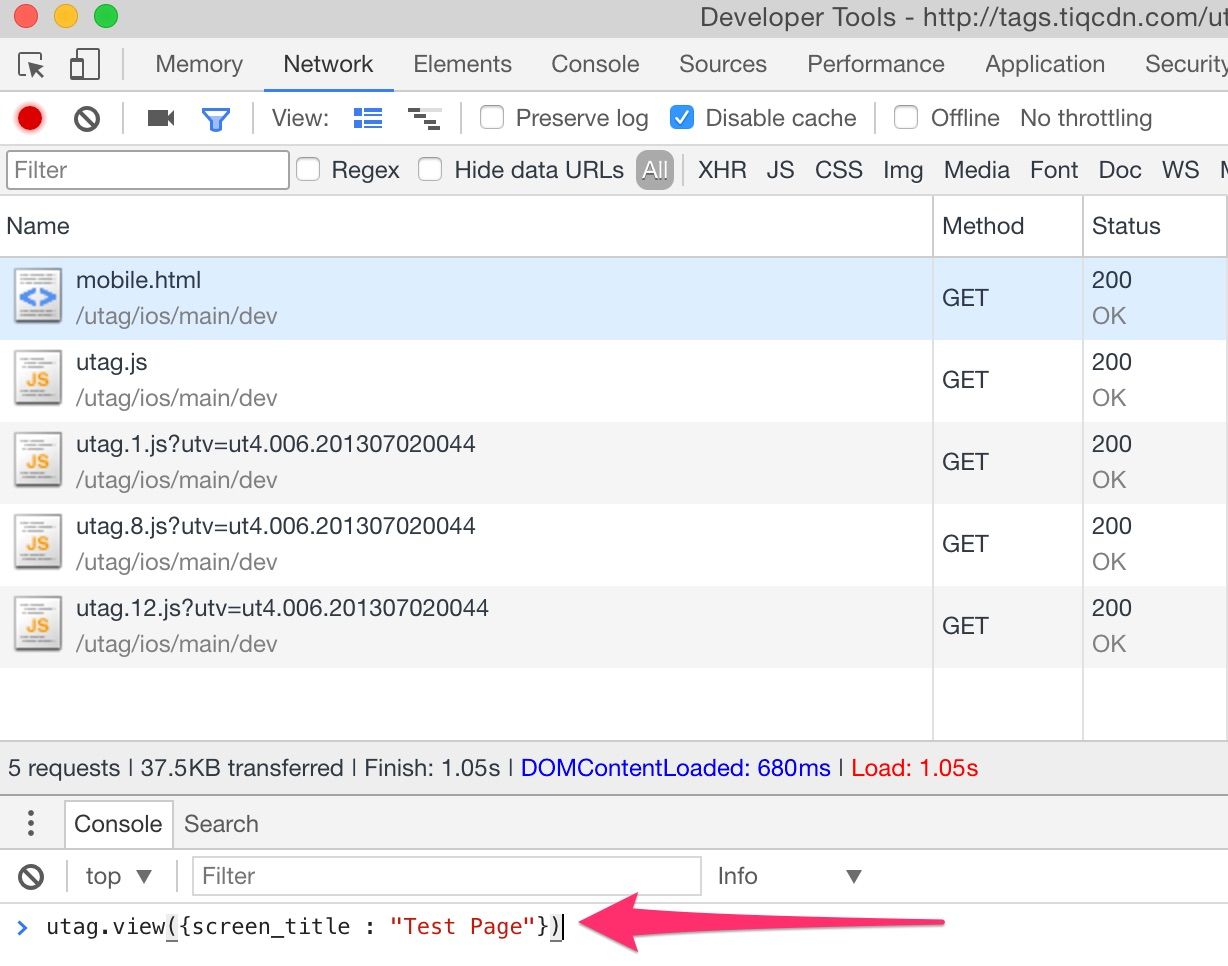 Developer Tools - http://tags.tiqcdn.com/ut
Memory Network Elements Console Sources Performance Application Security
View: Preserve log Disable cache Offline No throttling
Filter Regex Hide data URLs All XHR JS CSS Img Media Font Doc WS
Name Method Status
mobile.html
/utag/ios/main/dev
GET
200
OK
utag.js
/utag/ios/main/dev
GET
200
OK
utag.1.js?utv=ut4.006.201307020044
/utag/ios/main/dev
GET
200
OK
utag.8.js?utv=ut4.006.201307020044
/utag/ios/main/dev
GET
200
OK
utag.12.js?utv=ut4.006.201307020044
/utag/ios/main/dev
GET
200
OK
5 requests | 37.5KB transferred | Finish: 1.05s | DOMContentLoaded: 680ms | Load: 1.05s
Console Search
top ▼ Filter Info ▼
> utag.view({screen_title : "Test Page"})